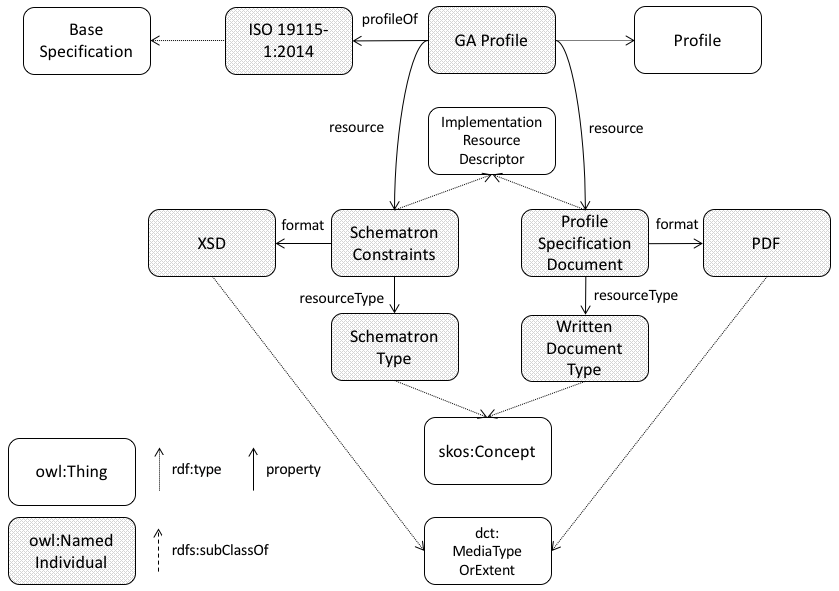 Base
Specification
ISO 19115-
1:2014
profileOf
GA Profile
Profile
resource
Implementation
Resource
Descriptor
resource
XSD
format
Schematron
Constraints
Profile
Specification
Document
format
PDF
resourceType
resourceType
Schematron
Type
Written
Document
Type
skos:Concept
owl:Thing
rdf:type
property
owl:Named
Individual
rdfs:subClassOf
dct:
MediaType
OrExtent